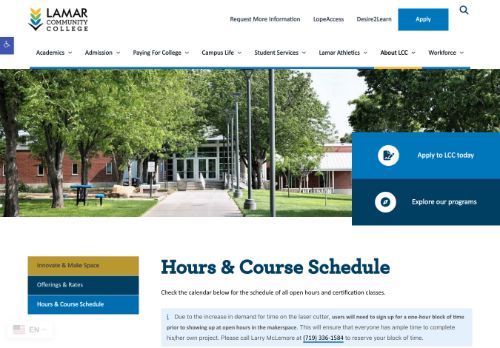 LAMAR
COMMUNITY
COLLEGE
Request More Information LopeAccess Desire2Learn Apply
Academics Admission Paying For College Campus Life Student Services Lamar Athletics About LCC Workforce
Apply to LCC today
Explore our programs
Innovate & Make Space
Offerings & Rates
Hours & Course Schedule
Hours & Course Schedule
Check the calendar below for the schedule of all open hours and certification classes.
Due to the increase in demand for time on the laser cutter, users will need to sign up for a one-hour block of time
prior to showing up at open hours in the makerspace. This will ensure that everyone has ample time to complete
his/her own project. Please call Larry McLemore at (719) 336-1584 to reserve your block of time.
EN